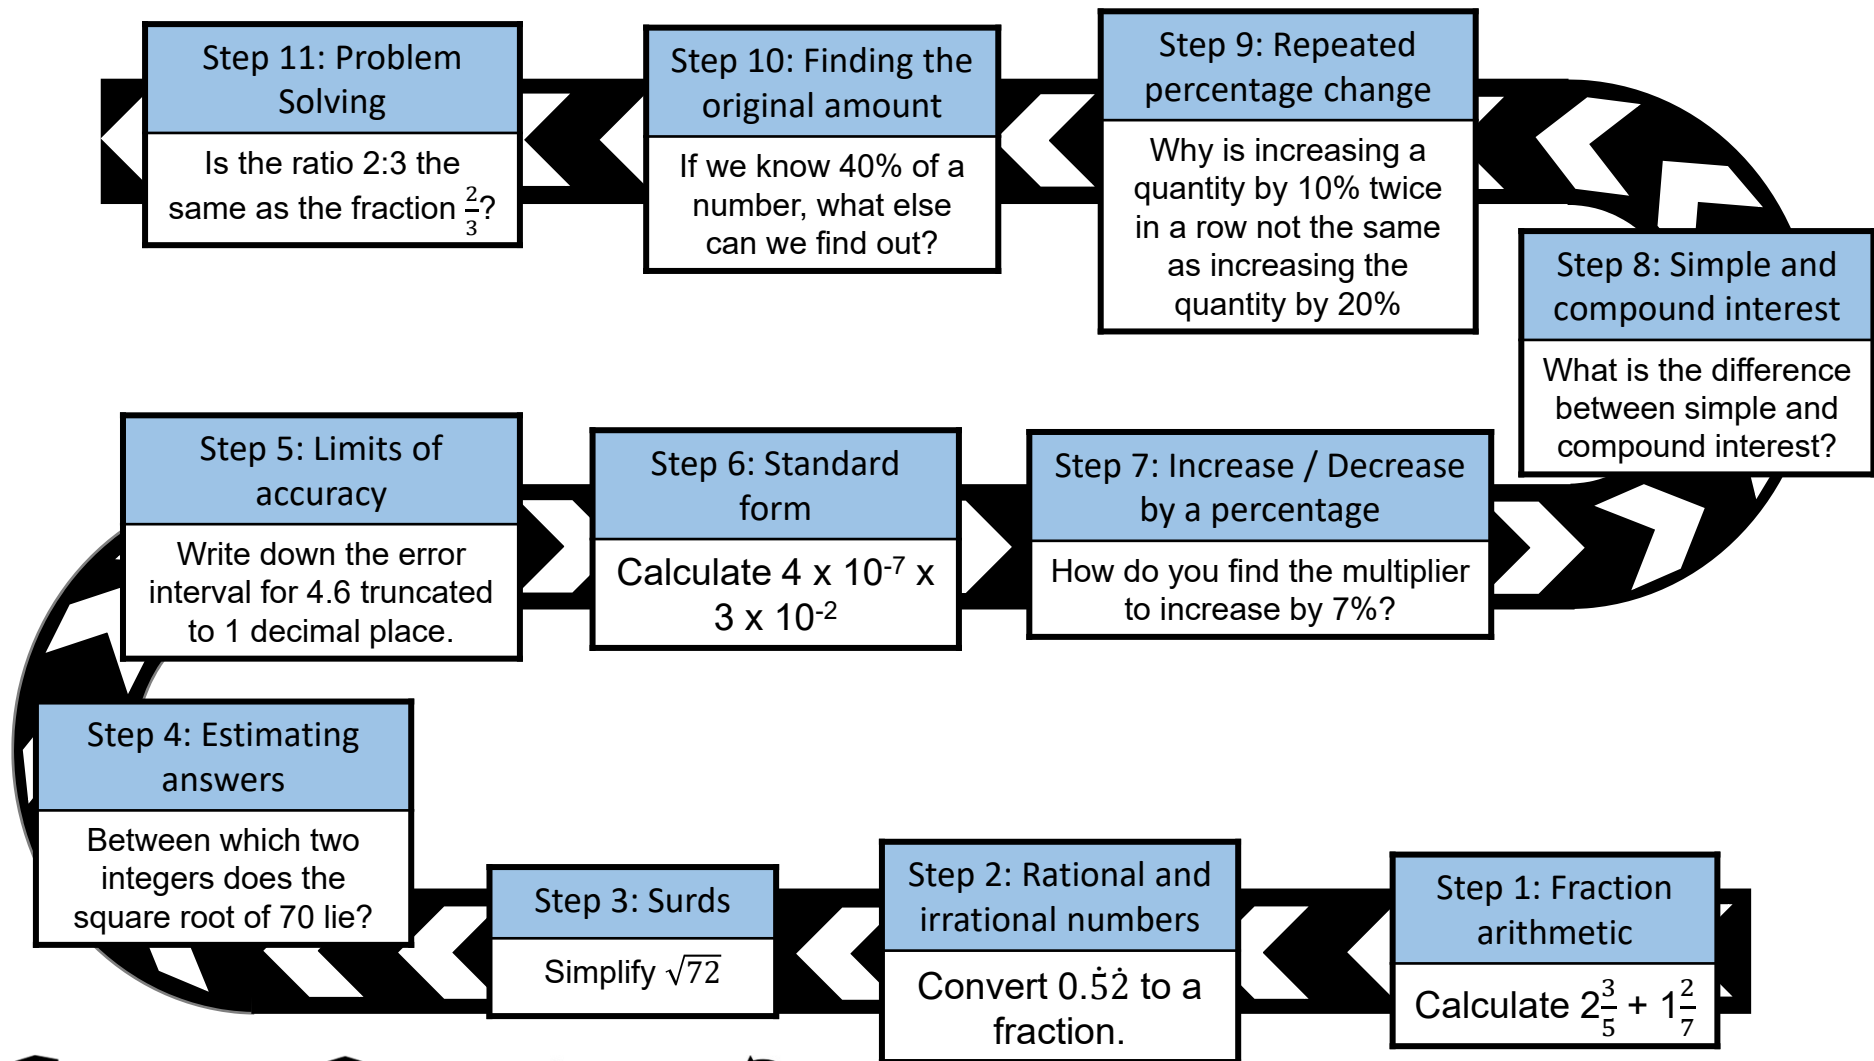 Step 11: Problem
Solving
Is the ratio 2:3 the
same as the fraction 2/3?
Step 10: Finding the
original amount
If we know 40% of a
number, what else
can we find out?
Step 9: Repeated
percentage change
Why is increasing a
quantity by 10% twice
in a row not the same
as increasing the
quantity by 20%
Step 8: Simple and
compound interest
What is the difference
between simple and
compound interest?
Step 5: Limits of
accuracy
Write down the error
interval for 4.6 truncated
to 1 decimal place.
Step 6: Standard
form
Calculate 4 x 10⁻⁷ x
3 x 10⁻²
Step 7: Increase / Decrease
by a percentage
How do you find the multiplier
to increase by 7%?
Step 4: Estimating
answers
Between which two
integers does the
square root of 70 lie?
Step 3: Surds
Simplify √72
Step 2: Rational and
irrational numbers
Convert 0.5̇2̇ to a
fraction.
Step 1: Fraction
arithmetic
Calculate 2 3/5 + 1 2/7